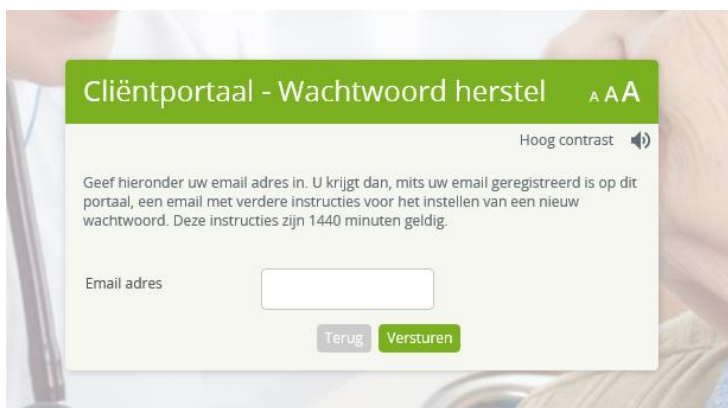 Cliëntportaal - Wachtwoord herstel A A A
Hoog contrast
Geef hieronder uw email adres in. U krijgt dan, mits uw email geregistreerd is op dit
portaal, een email met verdere instructies voor het instellen van een nieuw
wachtwoord. Deze instructies zijn 1440 minuten geldig.
Email adres
Terug Versturen